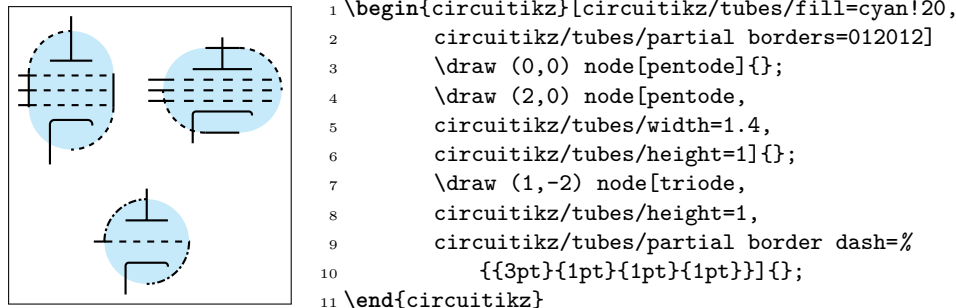 1 \begin{circuitikz}[circuitikz/tubes/fill=cyan!20,
2         circuitikz/tubes/partial borders=012012]
3         \draw (0,0) node[pentode]{};
4         \draw (2,0) node[pentode,
5         circuitikz/tubes/width=1.4,
6         circuitikz/tubes/height=1]{};
7         \draw (1,-2) node[triode,
8         circuitikz/tubes/height=1,
9         circuitikz/tubes/partial border dash=%
10             {{3pt}{1pt}{1pt}{1pt}}]{};
11 \end{circuitikz}